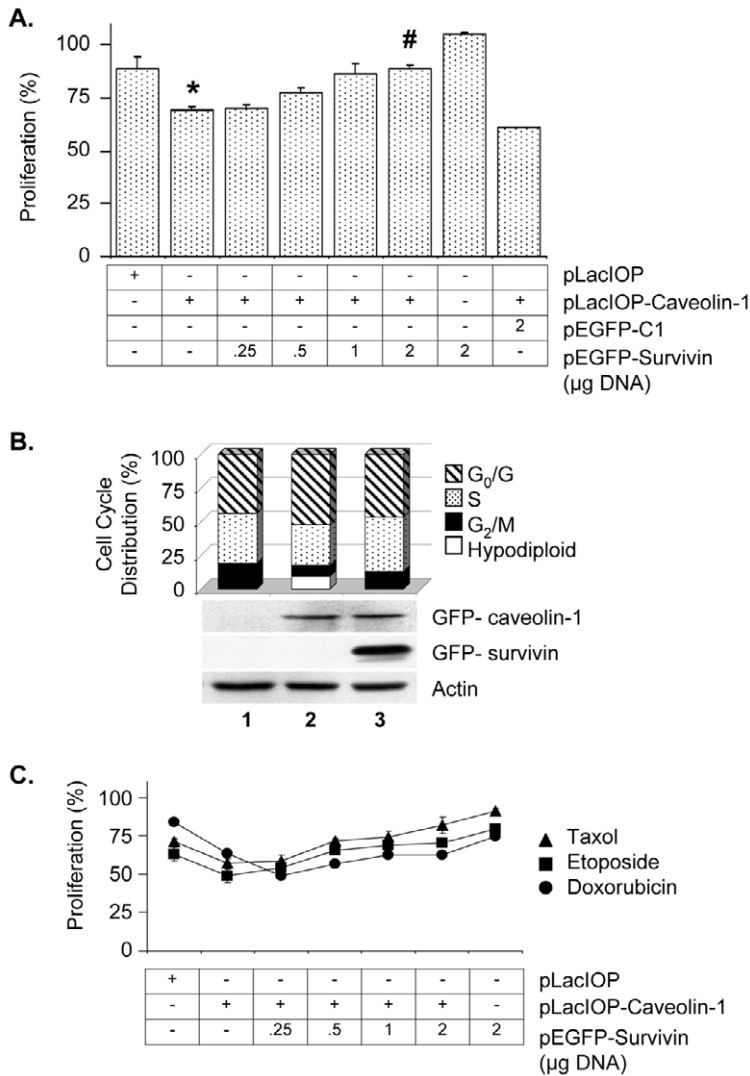 A.
100
75
50
25
0
Proliferation (%)
*
#
+ - - - - - - - pLacIOP
- + + + + + - + pLacIOP-Caveolin-1
- - - - - - - 2 pEGFP-C1
- - .25 .5 1 2 2 - pEGFP-Survivin
(µg DNA)
B.
100
75
50
25
0
Cell Cycle
Distribution (%)
G0/G
S
G2/M
Hypodiploid
GFP- caveolin-1
GFP- survivin
Actin
1 2 3
C.
100
75
50
25
0
Proliferation (%)
Taxol
Etoposide
Doxorubicin
+ - - - - - - pLacIOP
- + + + + + - pLacIOP-Caveolin-1
- - .25 .5 1 2 2 pEGFP-Survivin
(µg DNA)